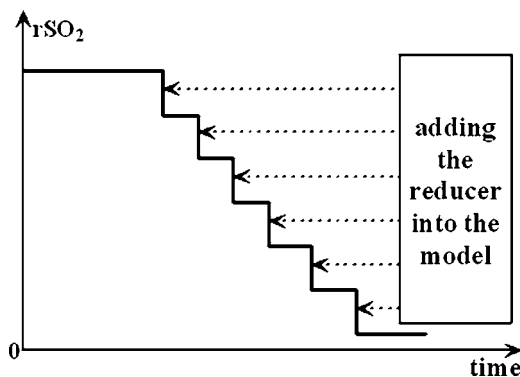 rSO₂
adding
the
reducer
into the
model
0
time